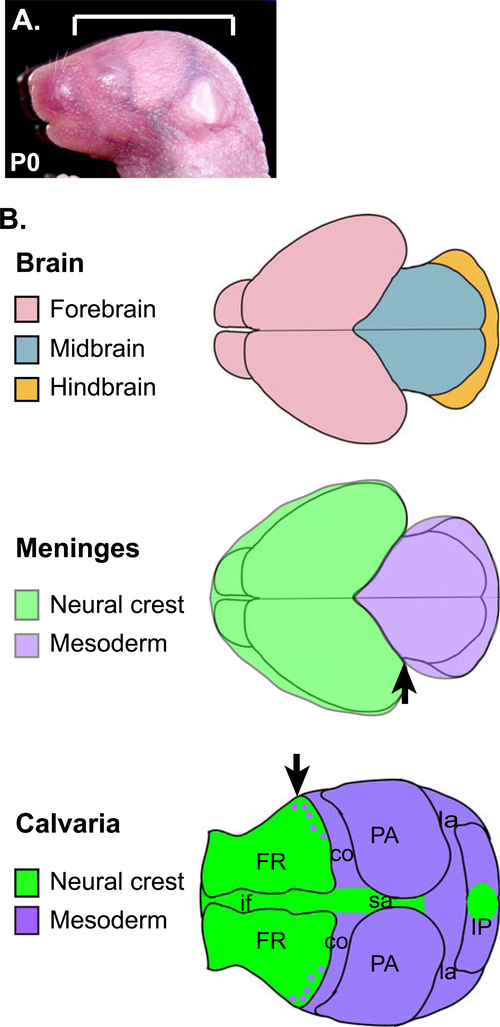 A.
P0
B.
Brain
Forebrain
Midbrain
Hindbrain
Meninges
Neural crest
Mesoderm
Calvaria
Neural crest
Mesoderm
FR
co
PA
la
if
sa
IP
FR
co
PA
la